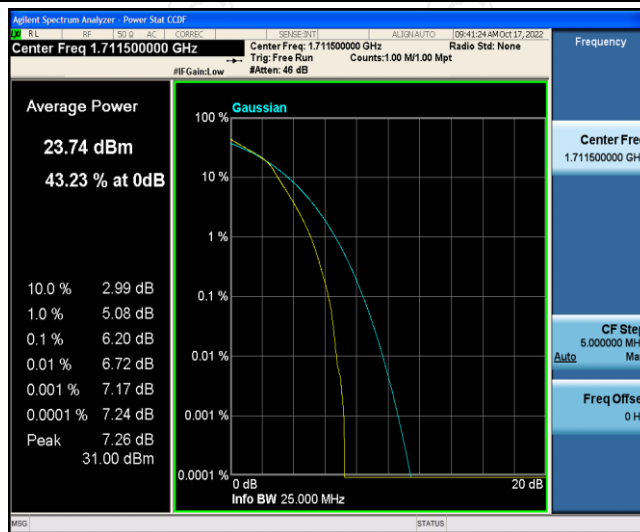 Agilent Spectrum Analyzer - Power Stat CCDF
RL RF 50 Ω AC CORREC SENSE:INT ALIGNAUTO 09:41:24 AM Oct 17, 2022
Center Freq 1.711500000 GHz
Center Freq: 1.711500000 GHz Radio Std: None
Trig: Free Run Counts:1.00 M/1.00 Mpt
#IFGain:Low #Atten: 46 dB
Frequency
Average Power
23.74 dBm
43.23 % at 0dB
10.0 % 2.99 dB
1.0 % 5.08 dB
0.1 % 6.20 dB
0.01 % 6.72 dB
0.001 % 7.17 dB
0.0001 % 7.24 dB
Peak 7.26 dB
31.00 dBm
Gaussian
100 %
10 %
1 %
0.1 %
0.01 %
0.001 %
0.0001 %
0 dB 20 dB
Info BW 25.000 MHz
Center Fre
1.711500000 GH
CF Step
5.000000 MH
Auto Ma
Freq Offse
0 H
MSG STATUS